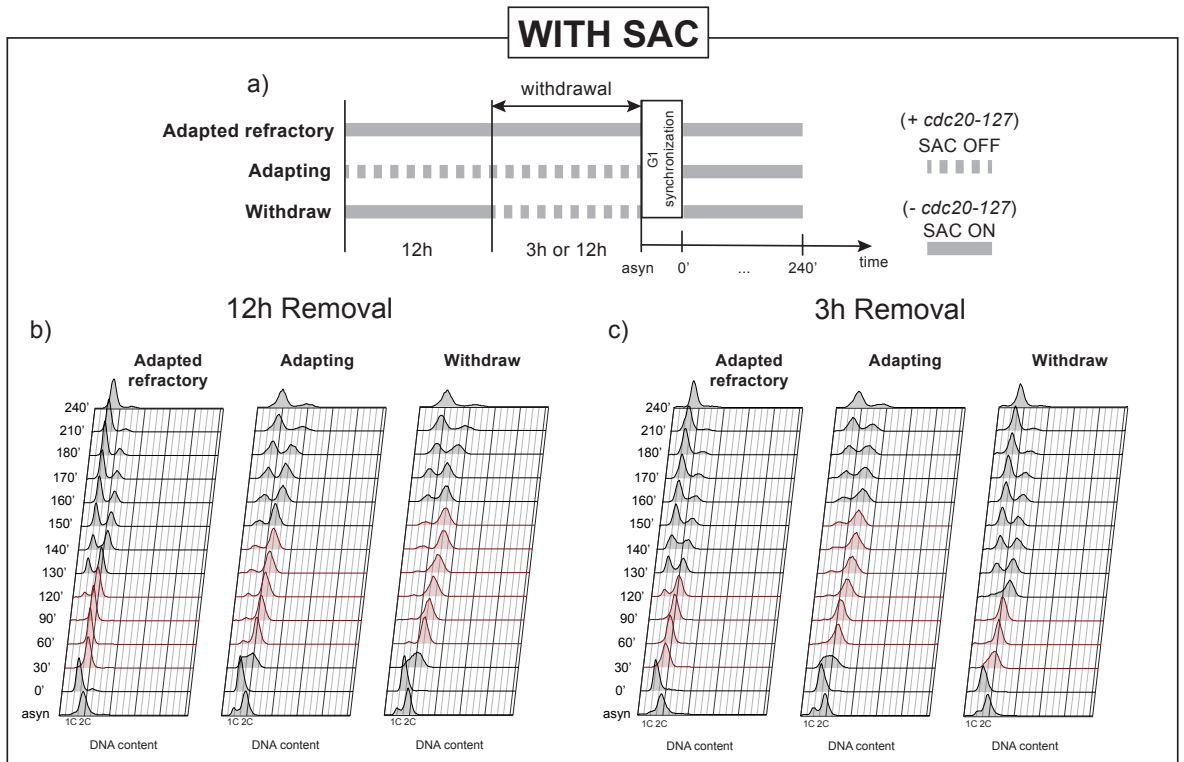 WITH SAC
a)
withdrawal
Adapted refractory
Adapting
Withdraw
G1
synchronization
12h
3h or 12h
asyn
0'
...
240'
time
(+ cdc20-127)
SAC OFF
(- cdc20-127)
SAC ON
12h Removal
b)
Adapted
refractory
Adapting
Withdraw
240'
210'
180'
170'
160'
150'
140'
130'
120'
90'
60'
30'
0'
asyn
1C 2C
1C 2C
1C 2C
DNA content
DNA content
DNA content
3h Removal
c)
Adapted
refractory
Adapting
Withdraw
240'
210'
180'
170'
160'
150'
140'
130'
120'
90'
60'
30'
0'
asyn
1C 2C
1C 2C
1C 2C
DNA content
DNA content
DNA content